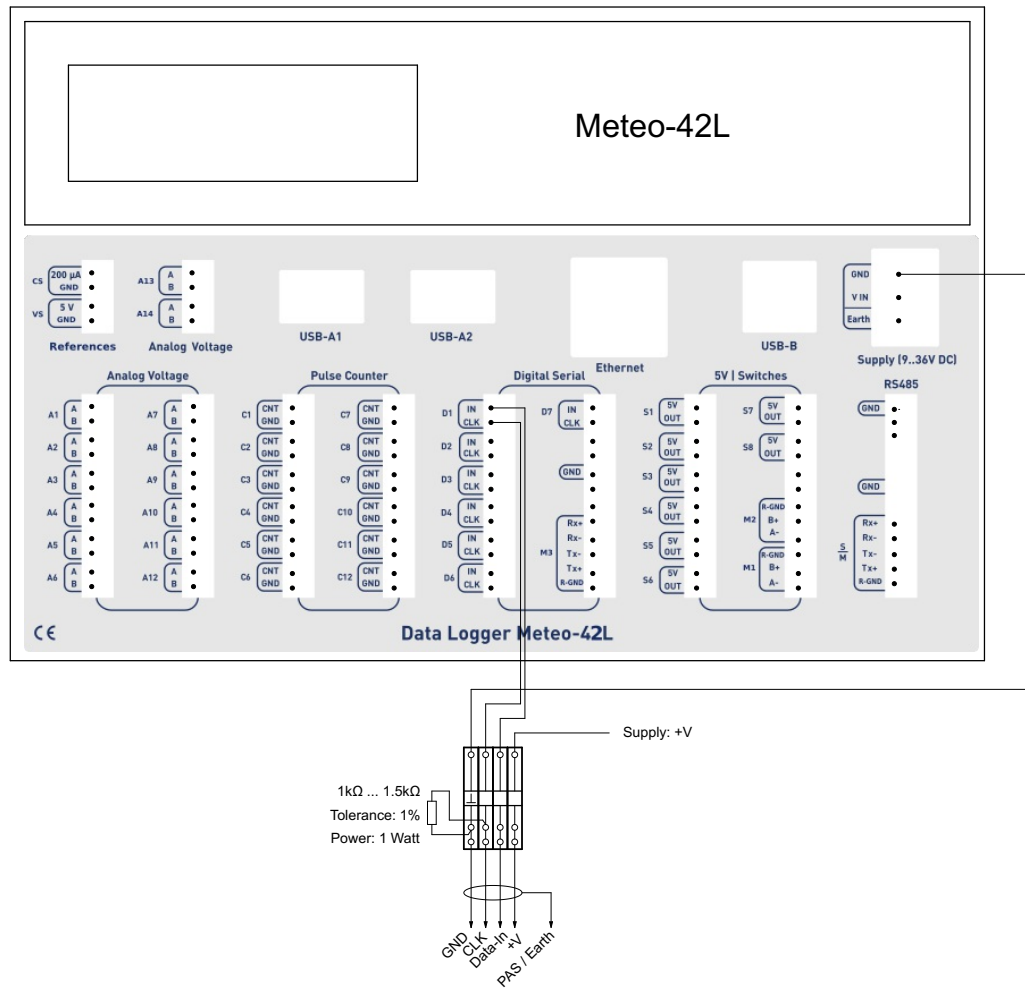 Meteo-42L
CS 200 µA
GND
VS 5 V
GND
References
A13 A
B
A14 A
B
Analog Voltage
USB-A1
USB-A2
Ethernet
USB-B
GND
V IN
Earth
Supply (9..36V DC)
Analog Voltage
A1 A
B
A2 A
B
A3 A
B
A4 A
B
A5 A
B
A6 A
B
A7 A
B
A8 A
B
A9 A
B
A10 A
B
A11 A
B
A12 A
B
Pulse Counter
C1 CNT
GND
C2 CNT
GND
C3 CNT
GND
C4 CNT
GND
C5 CNT
GND
C6 CNT
GND
C7 CNT
GND
C8 CNT
GND
C9 CNT
GND
C10 CNT
GND
C11 CNT
GND
C12 CNT
GND
Digital Serial
D1 IN
CLK
D2 IN
CLK
D3 IN
CLK
D4 IN
CLK
D5 IN
CLK
D6 IN
CLK
D7 IN
CLK
GND
M3
Rx+
Rx-
Tx-
Tx+
R-GND
5V | Switches
S1 5V
OUT
S2 5V
OUT
S3 5V
OUT
S4 5V
OUT
S5 5V
OUT
S6 5V
OUT
S7 5V
OUT
S8 5V
OUT
M2
R-GND
B+
A-
M1
R-GND
B+
A-
RS485
GND
GND
S
M
Rx+
Rx-
Tx-
Tx+
R-GND
CE
Data Logger Meteo-42L
Supply: +V
1kΩ ... 1.5kΩ
Tolerance: 1%
Power: 1 Watt
GND
CLK
Data-In
+V
PAS / Earth